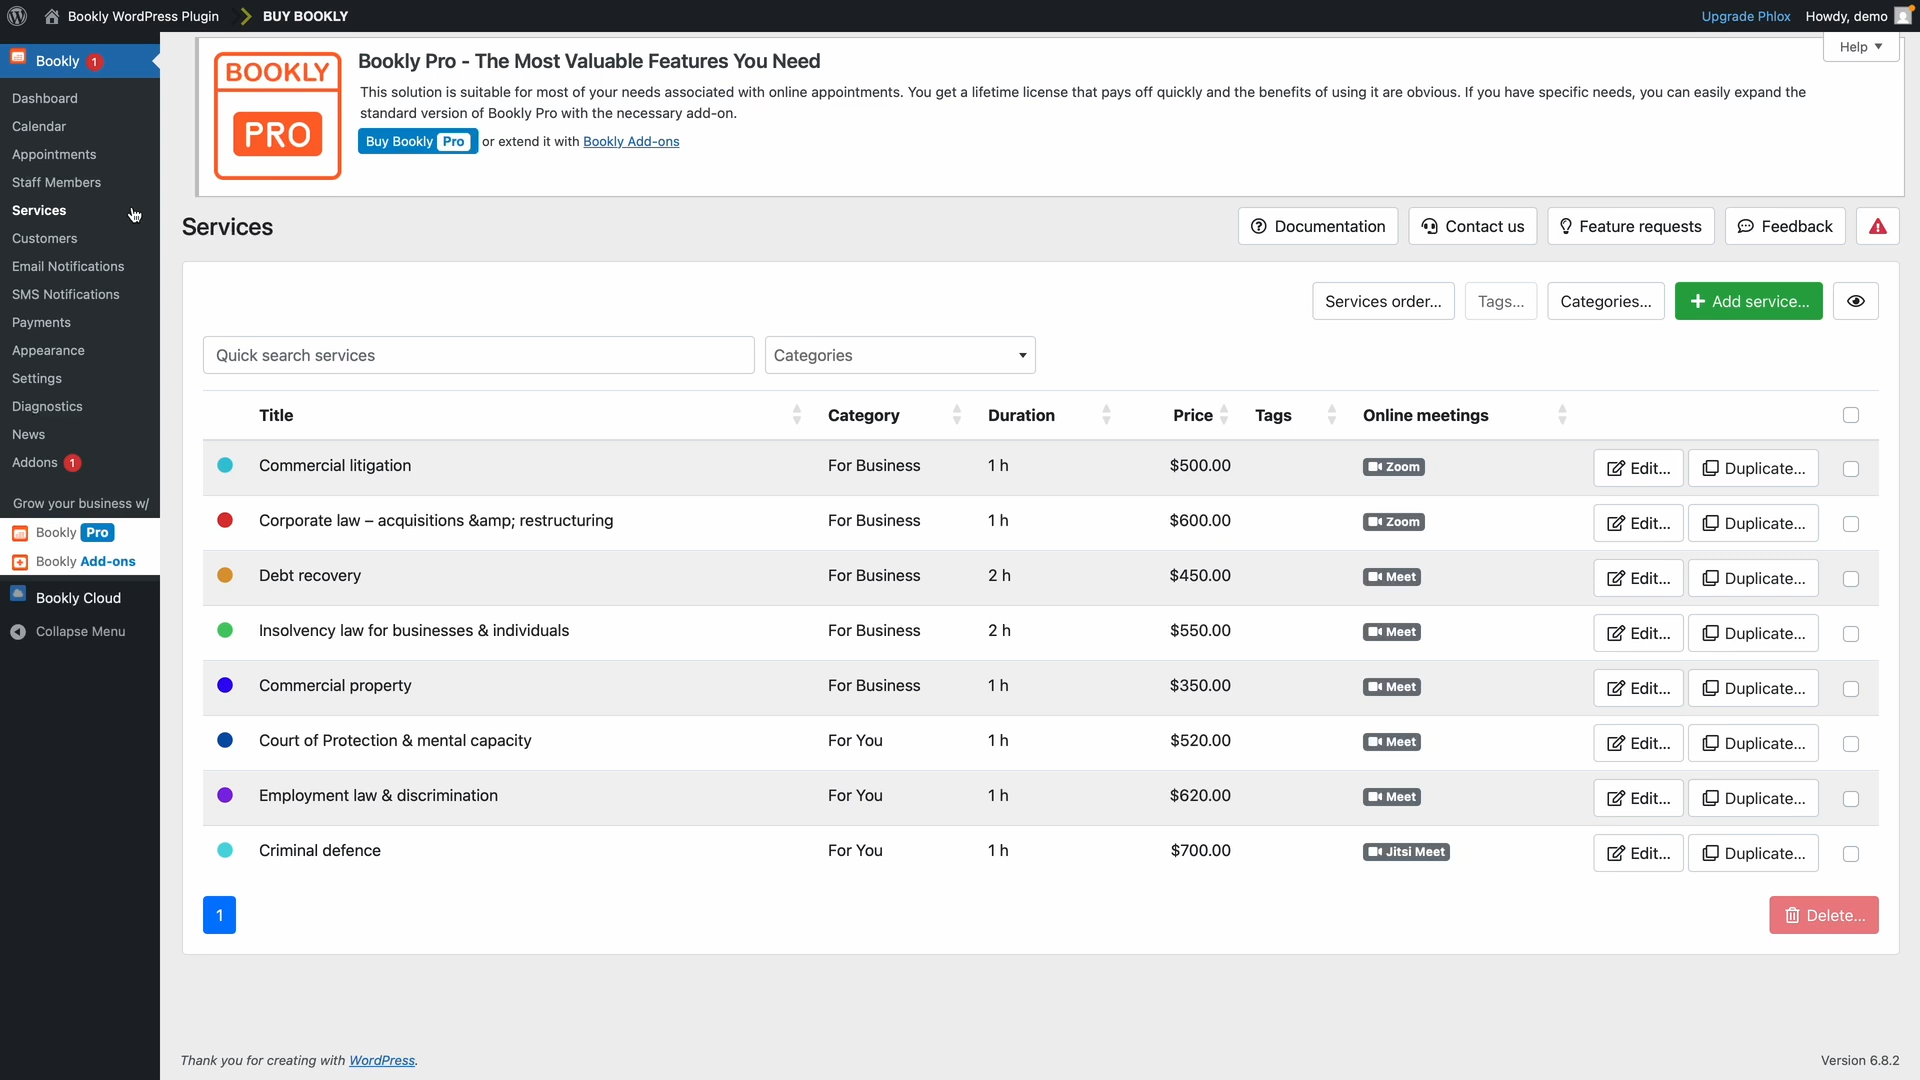 Bookly WordPress Plugin
BUY BOOKLY
Upgrade Phlox
Howdy, demo
Bookly 1
Dashboard
Calendar
Appointments
Staff Members
Services
Customers
Email Notifications
SMS Notifications
Payments
Appearance
Settings
Diagnostics
News
Addons 1
Grow your business w/
Bookly Pro
Bookly Add-ons
Bookly Cloud
Collapse Menu
Help
BOOKLY
PRO
Bookly Pro - The Most Valuable Features You Need
This solution is suitable for most of your needs associated with online appointments. You get a lifetime license that pays off quickly and the benefits of using it are obvious. If you have specific needs, you can easily expand the
standard version of Bookly Pro with the necessary add-on.
Buy Bookly Pro or extend it with Bookly Add-ons
Services
Documentation
Contact us
Feature requests
Feedback
Services order...
Tags...
Categories...
+ Add service...
Quick search services
Categories
Title Category Duration Price Tags Online meetings
Commercial litigation For Business 1 h $500.00 Zoom Edit... Duplicate...
Corporate law – acquisitions &amp; restructuring For Business 1 h $600.00 Zoom Edit... Duplicate...
Debt recovery For Business 2 h $450.00 Meet Edit... Duplicate...
Insolvency law for businesses & individuals For Business 2 h $550.00 Meet Edit... Duplicate...
Commercial property For Business 1 h $350.00 Meet Edit... Duplicate...
Court of Protection & mental capacity For You 1 h $520.00 Meet Edit... Duplicate...
Employment law & discrimination For You 1 h $620.00 Meet Edit... Duplicate...
Criminal defence For You 1 h $700.00 Jitsi Meet Edit... Duplicate...
1
Delete...
Thank you for creating with WordPress.
Version 6.8.2